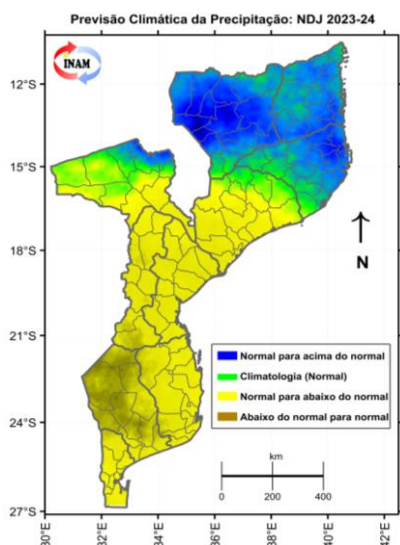 Previsão Climática da Precipitação: NDJ 2023-24
INAM
12°S
15°S
18°S
21°S
24°S
27°S
N
Normal para acima do normal
Climatologia (Normal)
Normal para abaixo do normal
Abaixo do normal para normal
km
0 200 400
30°E 32°E 34°E 36°E 38°E 40°E 42°E